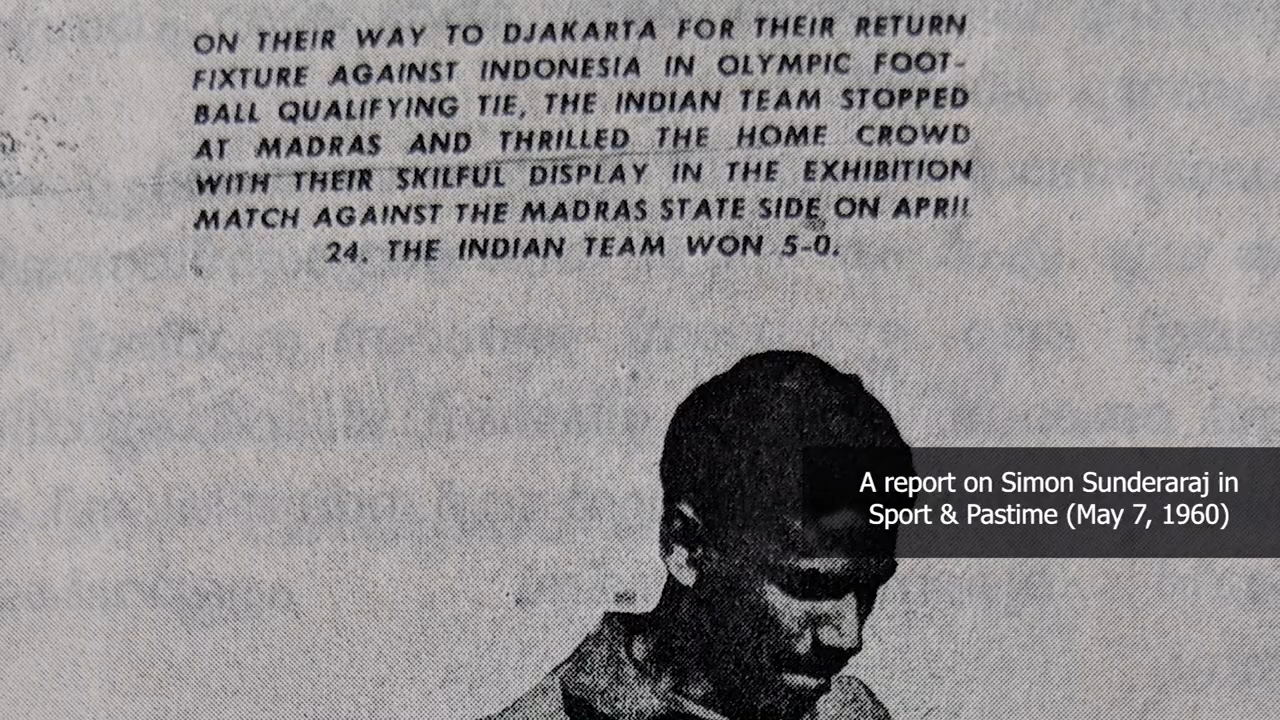 ON THEIR WAY TO DJAKARTA FOR THEIR RETURN
FIXTURE AGAINST INDONESIA IN OLYMPIC FOOT-
BALL QUALIFYING TIE, THE INDIAN TEAM STOPPED
AT MADRAS AND THRILLED THE HOME CROWD
WITH THEIR SKILFUL DISPLAY IN THE EXHIBITION
MATCH AGAINST THE MADRAS STATE SIDE ON APRIL
24. THE INDIAN TEAM WON 5-0.
A report on Simon Sunderaraj in
Sport & Pastime (May 7, 1960)